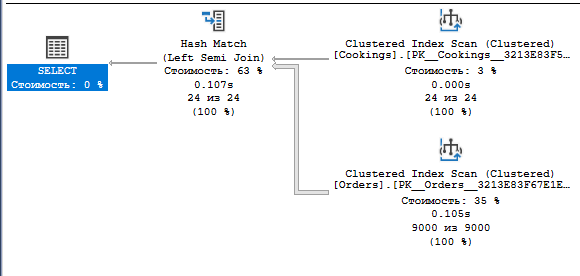 SELECT
Стоимость: 0 %
Hash Match
(Left Semi Join)
Стоимость: 63 %
0.107s
24 из 24
(100 %)
Clustered Index Scan (Clustered)
[Cookings].[PK__Cookings__3213E83F5…
Стоимость: 3 %
0.000s
24 из 24
(100 %)
Clustered Index Scan (Clustered)
[Orders].[PK__Orders__3213E83F67E1E…
Стоимость: 35 %
0.105s
9000 из 9000
(100 %)